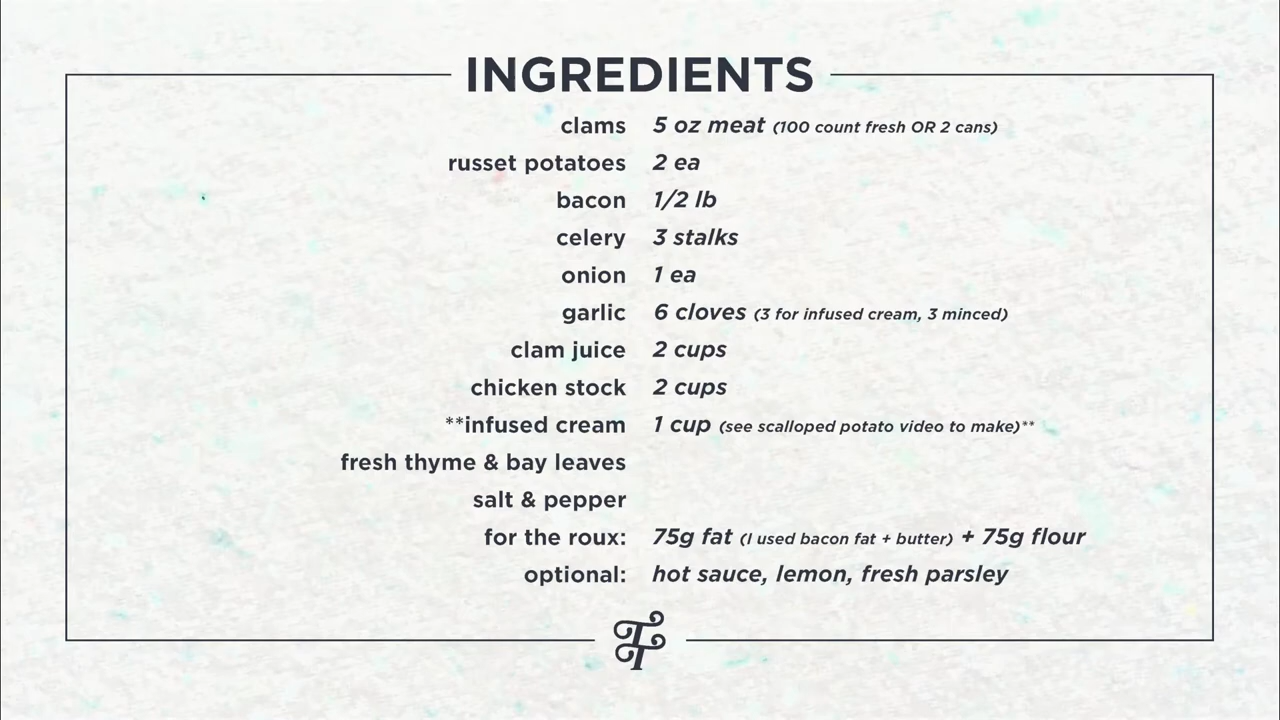 INGREDIENTS
clams 5 oz meat (100 count fresh OR 2 cans)
russet potatoes 2 ea
bacon 1/2 lb
celery 3 stalks
onion 1 ea
garlic 6 cloves (3 for infused cream, 3 minced)
clam juice 2 cups
chicken stock 2 cups
**infused cream 1 cup (see scalloped potato video to make)**
fresh thyme & bay leaves
salt & pepper
for the roux: 75g fat (I used bacon fat + butter) + 75g flour
optional: hot sauce, lemon, fresh parsley